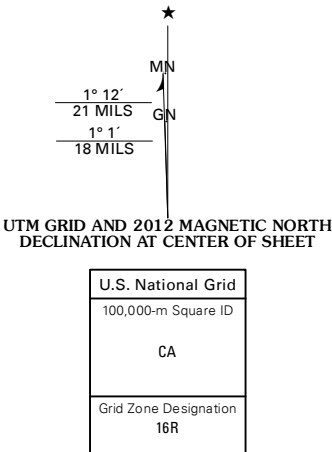 MN
1° 12´
21 MILS
GN
1° 1´
18 MILS
UTM GRID AND 2012 MAGNETIC NORTH
DECLINATION AT CENTER OF SHEET
U.S. National Grid
100,000-m Square ID
CA
Grid Zone Designation
16R